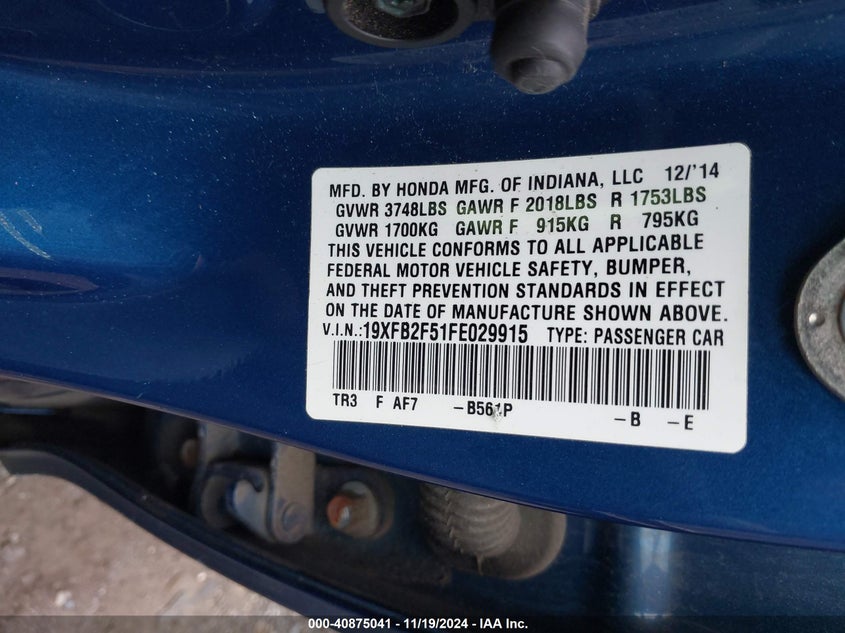 MFD. BY HONDA MFG. OF INDIANA, LLC 12/'14
GVWR 3748LBS GAWR F 2018LBS R 1753LBS
GVWR 1700KG GAWR F 915KG R 795KG
THIS VEHICLE CONFORMS TO ALL APPLICABLE
FEDERAL MOTOR VEHICLE SAFETY, BUMPER,
AND THEFT PREVENTION STANDARDS IN EFFECT
ON THE DATE OF MANUFACTURE SHOWN ABOVE.
V.I.N.:19XFB2F51FE029915 TYPE: PASSENGER CAR
TR3 F AF7 -B561P -B -E
000-40875041 - 11/19/2024 - IAA Inc.